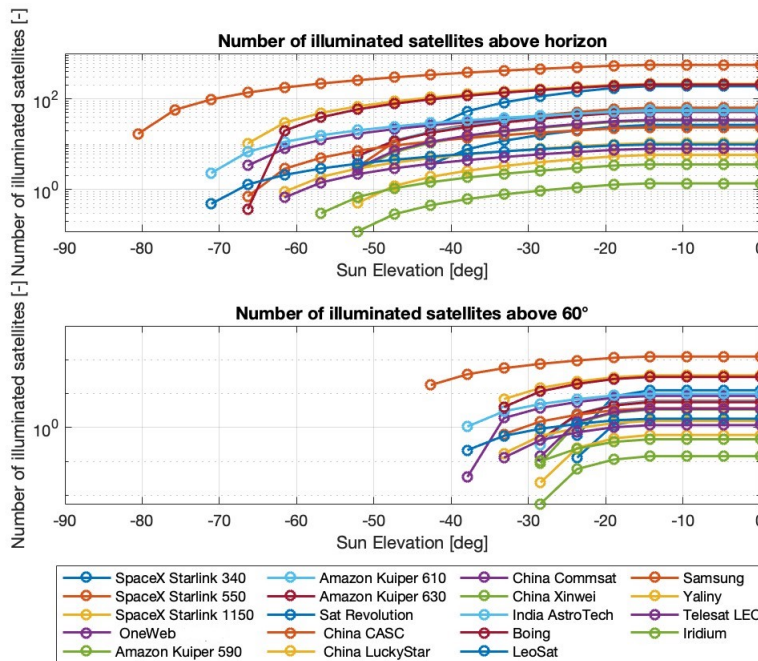 Number of illuminated satellites above horizon
Number of illuminated satellites [-]
10²
10⁰
-90 -80 -70 -60 -50 -40 -30 -20 -10 0
Sun Elevation [deg]
Number of illuminated satellites above 60°
Number of illuminated satellites [-]
10⁰
-90 -80 -70 -60 -50 -40 -30 -20 -10 0
Sun Elevation [deg]
SpaceX Starlink 340 Amazon Kuiper 610 China Commsat Samsung
SpaceX Starlink 550 Amazon Kuiper 630 China Xinwei Yaliny
SpaceX Starlink 1150 Sat Revolution India AstroTech Telesat LEO
OneWeb China CASC Boing Iridium
Amazon Kuiper 590 China LuckyStar LeoSat